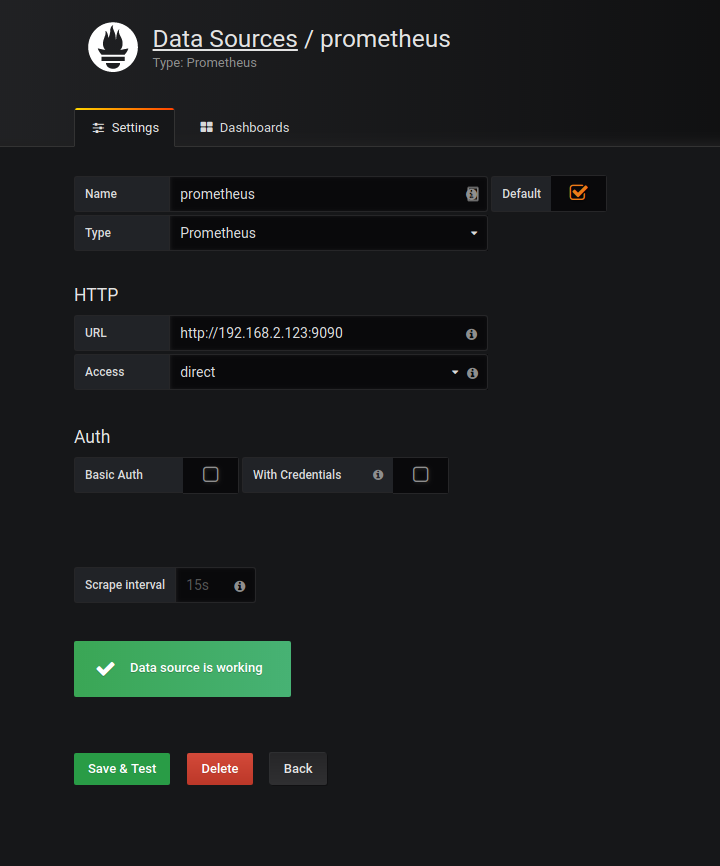 Data Sources / prometheus
Type: Prometheus
Settings Dashboards
Name prometheus Default
Type Prometheus
HTTP
URL http://192.168.2.123:9090
Access direct
Auth
Basic Auth With Credentials
Scrape interval 15s
Data source is working
Save & Test Delete Back